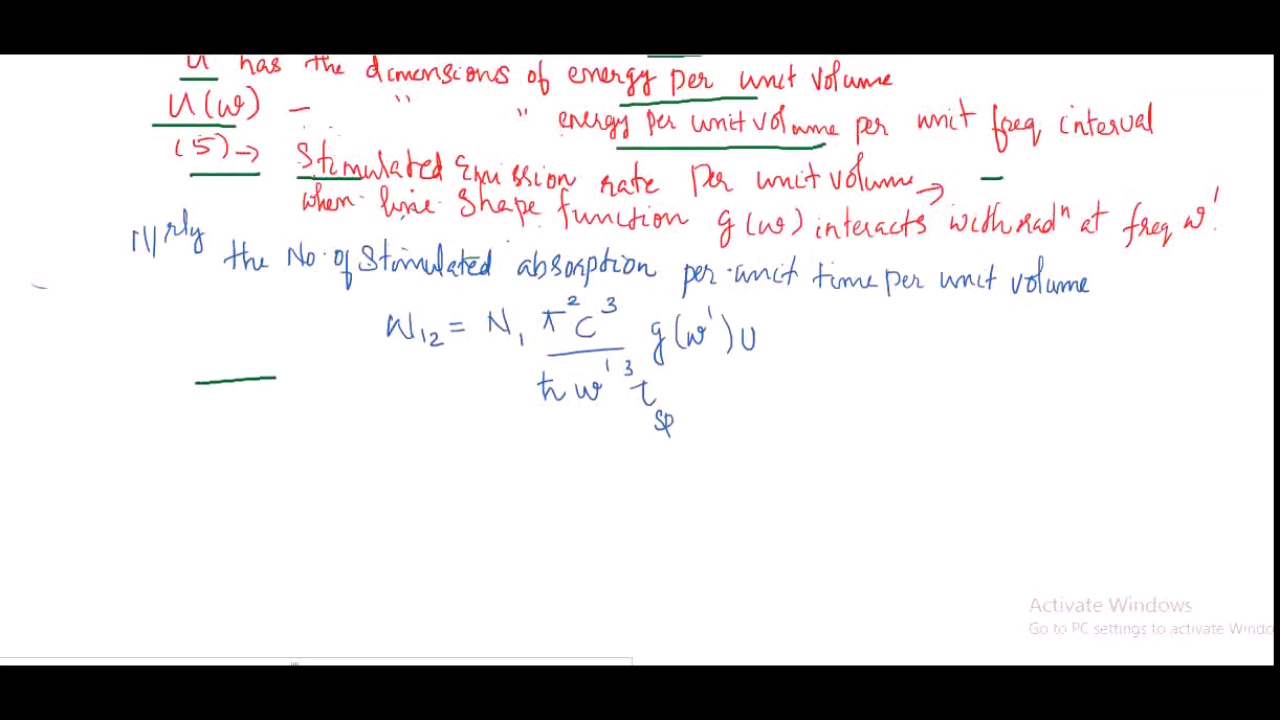 U has the dimensions of energy per unit volume
U(ω) – " " energy per unit volume per unit freq interval
(5) → Stimulated Emission rate per unit volume →
when line shape function g(ω) interacts with radⁿ at freq ω'.
|||rly the No. of Stimulated absorption per unit time per unit volume
W₁₂ = N₁ π²c³ / ħω'³ t_sp g(ω')U
Activate Windows
Go to PC settings to activate Windo